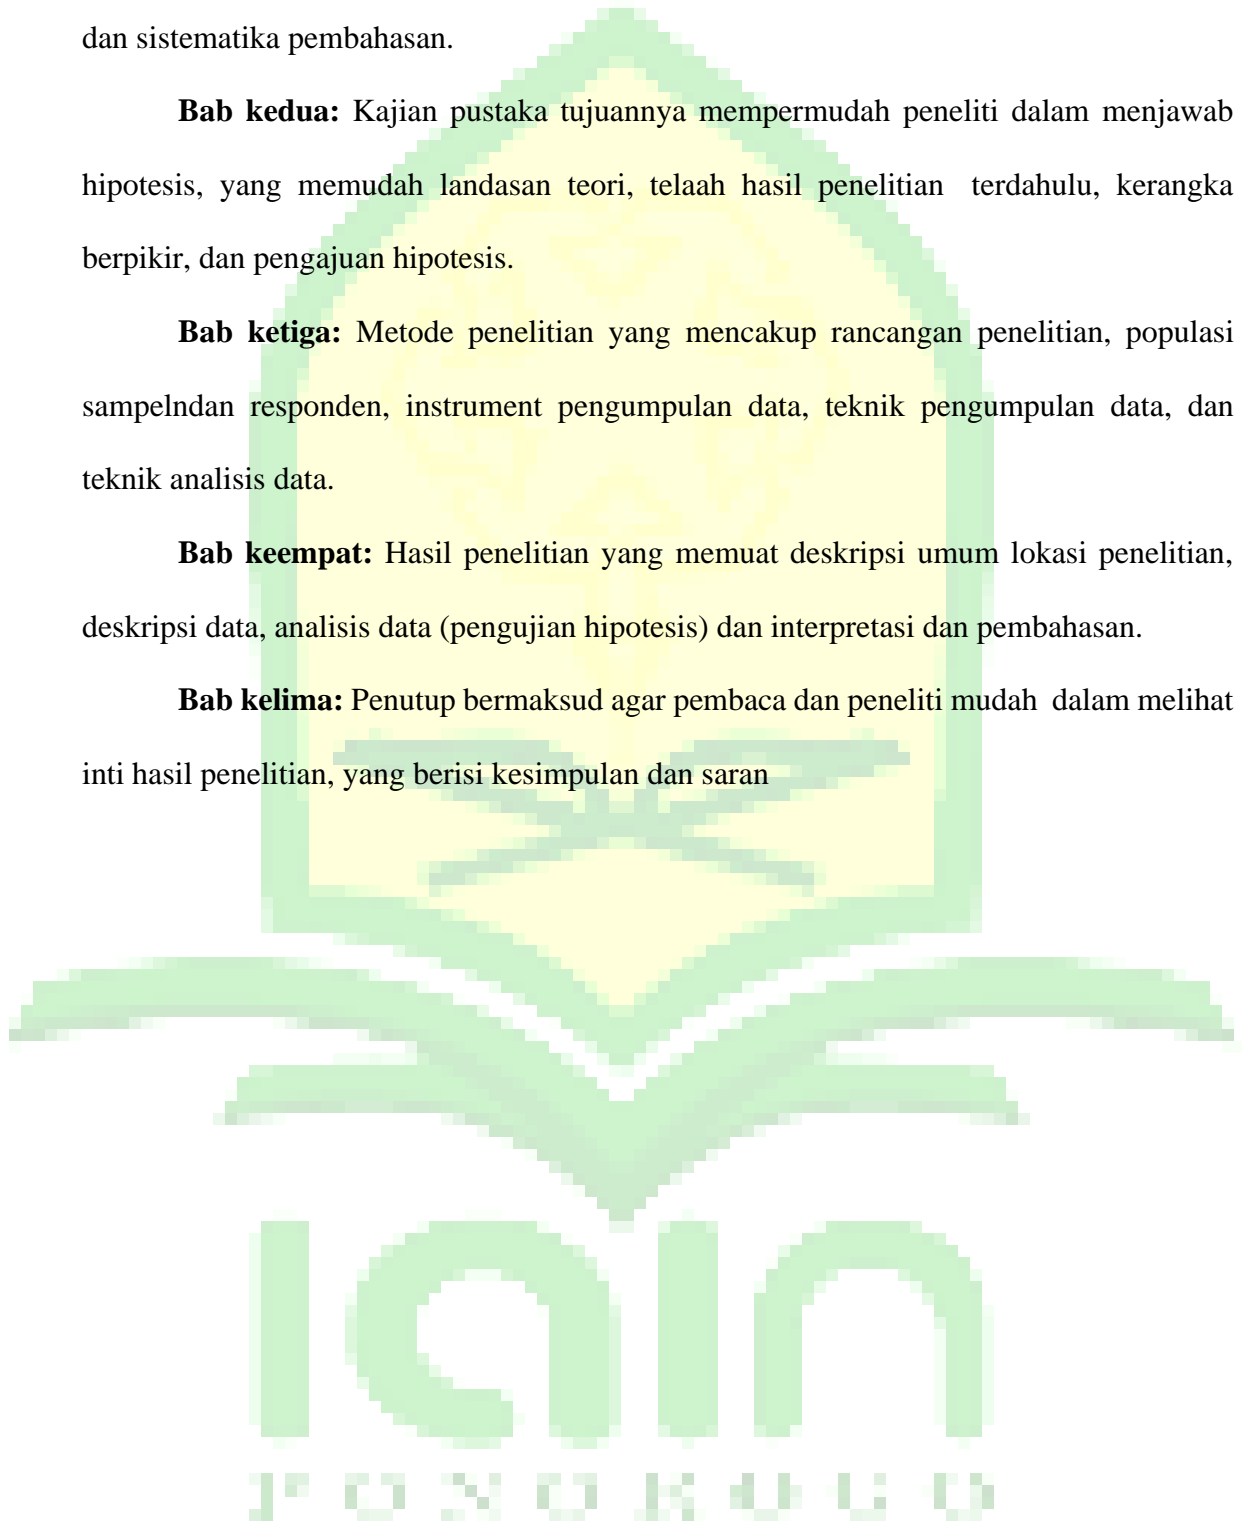 dan sistematika pembahasan.
Bab kedua: Kajian pustaka tujuannya mempermudah peneliti dalam menjawab
hipotesis, yang memudah landasan teori, telaah hasil penelitian terdahulu, kerangka
berpikir, dan pengajuan hipotesis.
Bab ketiga: Metode penelitian yang mencakup rancangan penelitian, populasi
sampelndan responden, instrument pengumpulan data, teknik pengumpulan data, dan
teknik analisis data.
Bab keempat: Hasil penelitian yang memuat deskripsi umum lokasi penelitian,
deskripsi data, analisis data (pengujian hipotesis) dan interpretasi dan pembahasan.
Bab kelima: Penutup bermaksud agar pembaca dan peneliti mudah dalam melihat
inti hasil penelitian, yang berisi kesimpulan dan saran
iain
PONOROGO